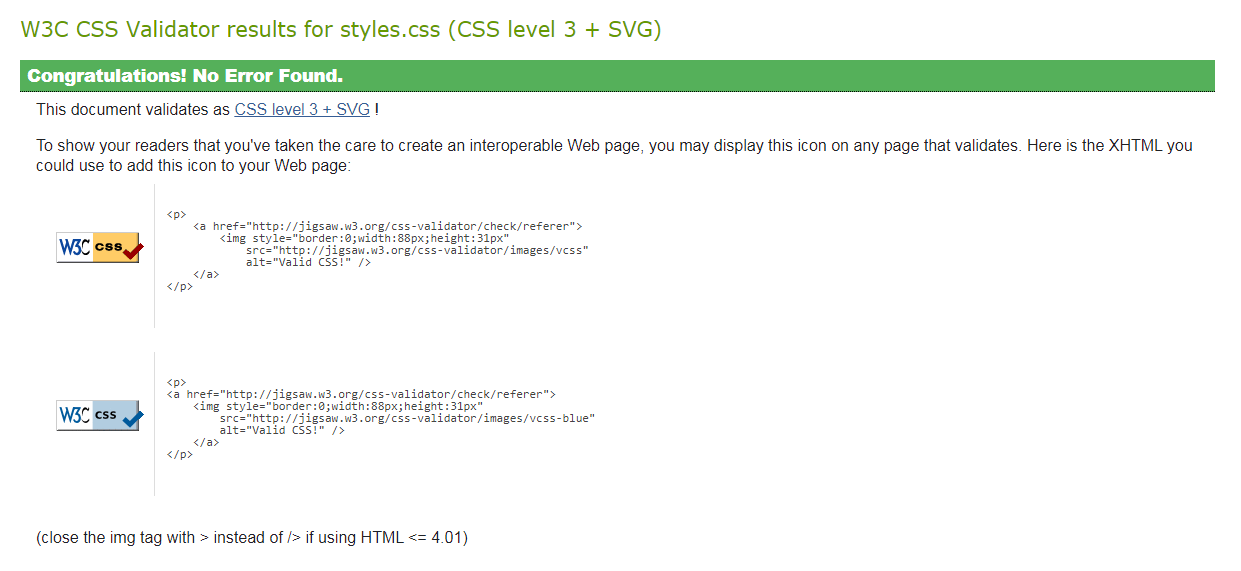 W3C CSS Validator results for styles.css (CSS level 3 + SVG)
Congratulations! No Error Found.
This document validates as CSS level 3 + SVG !
To show your readers that you've taken the care to create an interoperable Web page, you may display this icon on any page that validates. Here is the XHTML you
could use to add this icon to your Web page:
W3C css
<p>
    <a href="http://jigsaw.w3.org/css-validator/check/referer">
        <img style="border:0;width:88px;height:31px"
            src="http://jigsaw.w3.org/css-validator/images/vcss"
            alt="Valid CSS!" />
    </a>
</p>
W3C css
<p>
<a href="http://jigsaw.w3.org/css-validator/check/referer">
    <img style="border:0;width:88px;height:31px"
        src="http://jigsaw.w3.org/css-validator/images/vcss-blue"
        alt="Valid CSS!" />
    </a>
</p>
(close the img tag with > instead of /> if using HTML <= 4.01)